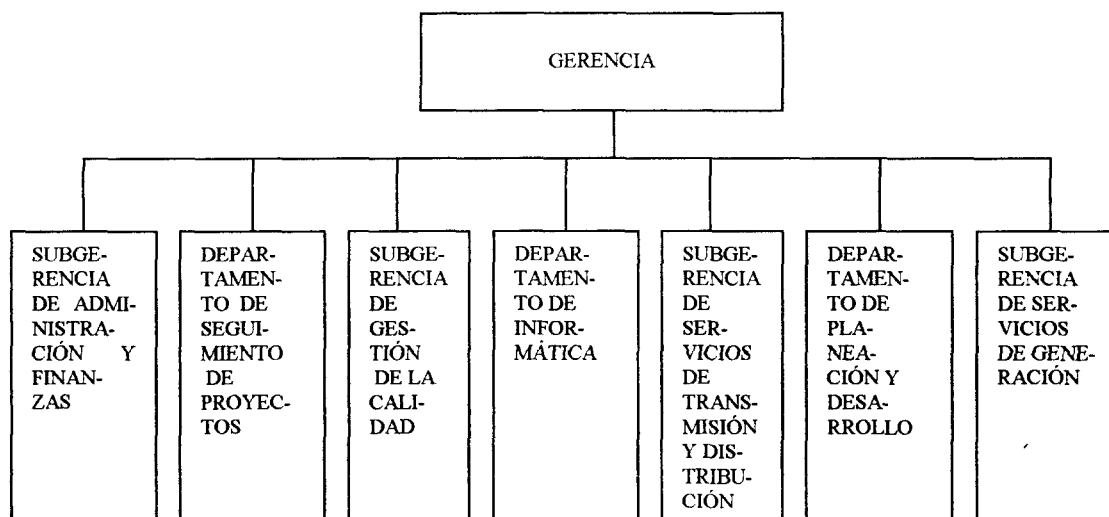 GERENCIA
SUBGE-
RENCIA
DE ADMI-
NISTRA-
CIÓN Y
FINAN-
ZAS
DEPAR-
TAMEN-
TO DE
SEGUI-
MIENTO
DE
PROYEC-
TOS
SUBGE-
RENCIA
DE
GES-
TIÓN
DE LA
CALI-
DAD
DEPAR-
TAMEN-
TO DE
INFOR-
MÁTICA
SUBGE-
RENCIA
DE
SER-
VICIOS
DE
TRANS-
MISIÓN
Y DIS-
TRIBU-
CIÓN
DEPAR-
TAMEN-
TO DE
PLA-
NEA-
CIÓN Y
DESA-
RROLLO
SUBGE-
RENCIA
DE SER-
VICIOS
DE GENE-
RACIÓN